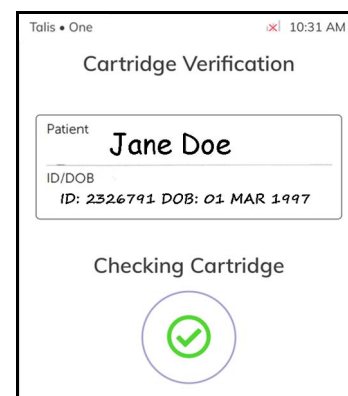 Talis • One 10:31 AM
Cartridge Verification
Patient
Jane Doe
ID/DOB
ID: 2326791 DOB: 01 MAR 1997
Checking Cartridge